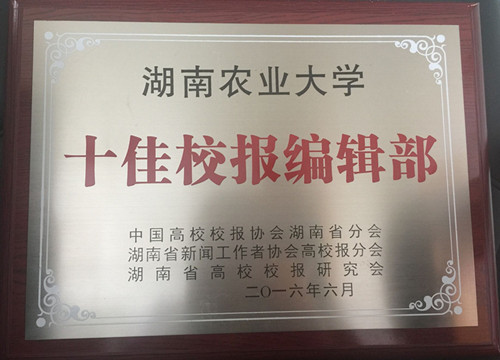 湖南农业大学
十佳校报编辑部
中国高校校报协会湖南省分会
湖南省新闻工作者协会高校报分会
湖南省高校校报研究会
二〇一六年六月